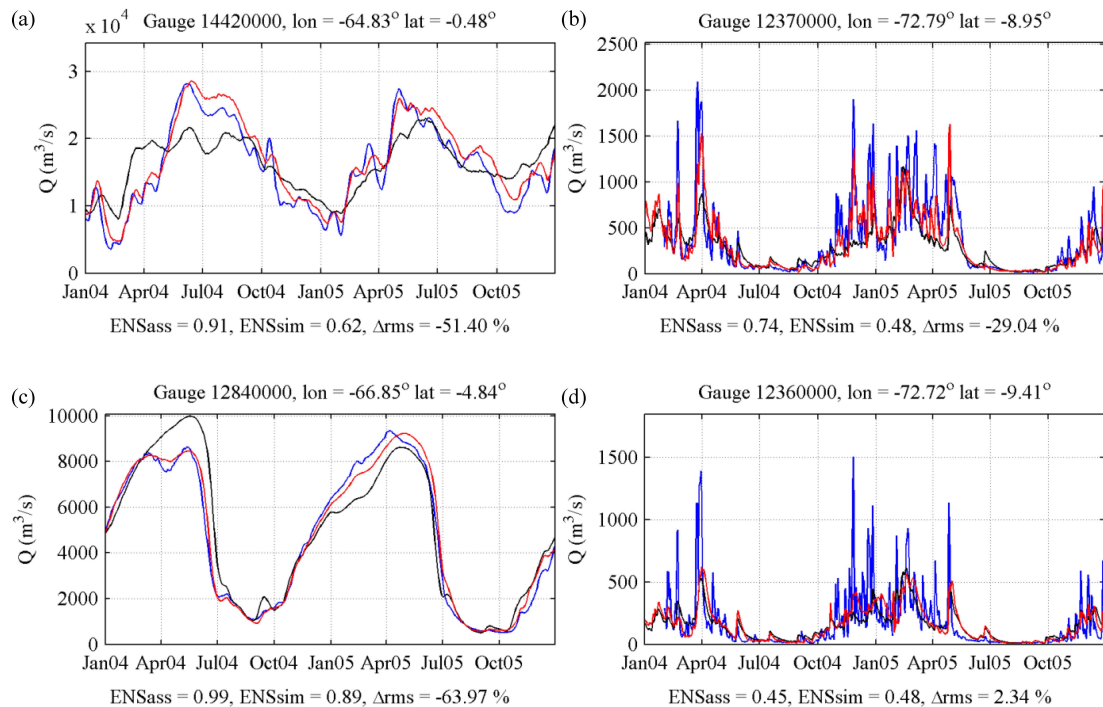 (a)
Gauge 14420000, lon = -64.83° lat = -0.48°
x 10⁴
3
2
1
0
Q (m³/s)
Jan04 Apr04 Jul04 Oct04 Jan05 Apr05 Jul05 Oct05
ENSass = 0.91, ENSsim = 0.62, Δrms = -51.40 %
(b)
Gauge 12370000, lon = -72.79° lat = -8.95°
2500
2000
1500
1000
500
0
Q (m³/s)
Jan04 Apr04 Jul04 Oct04 Jan05 Apr05 Jul05 Oct05
ENSass = 0.74, ENSsim = 0.48, Δrms = -29.04 %
(c)
Gauge 12840000, lon = -66.85° lat = -4.84°
10000
8000
6000
4000
2000
0
Q (m³/s)
Jan04 Apr04 Jul04 Oct04 Jan05 Apr05 Jul05 Oct05
ENSass = 0.99, ENSsim = 0.89, Δrms = -63.97 %
(d)
Gauge 12360000, lon = -72.72° lat = -9.41°
1500
1000
500
0
Q (m³/s)
Jan04 Apr04 Jul04 Oct04 Jan05 Apr05 Jul05 Oct05
ENSass = 0.45, ENSsim = 0.48, Δrms = 2.34 %